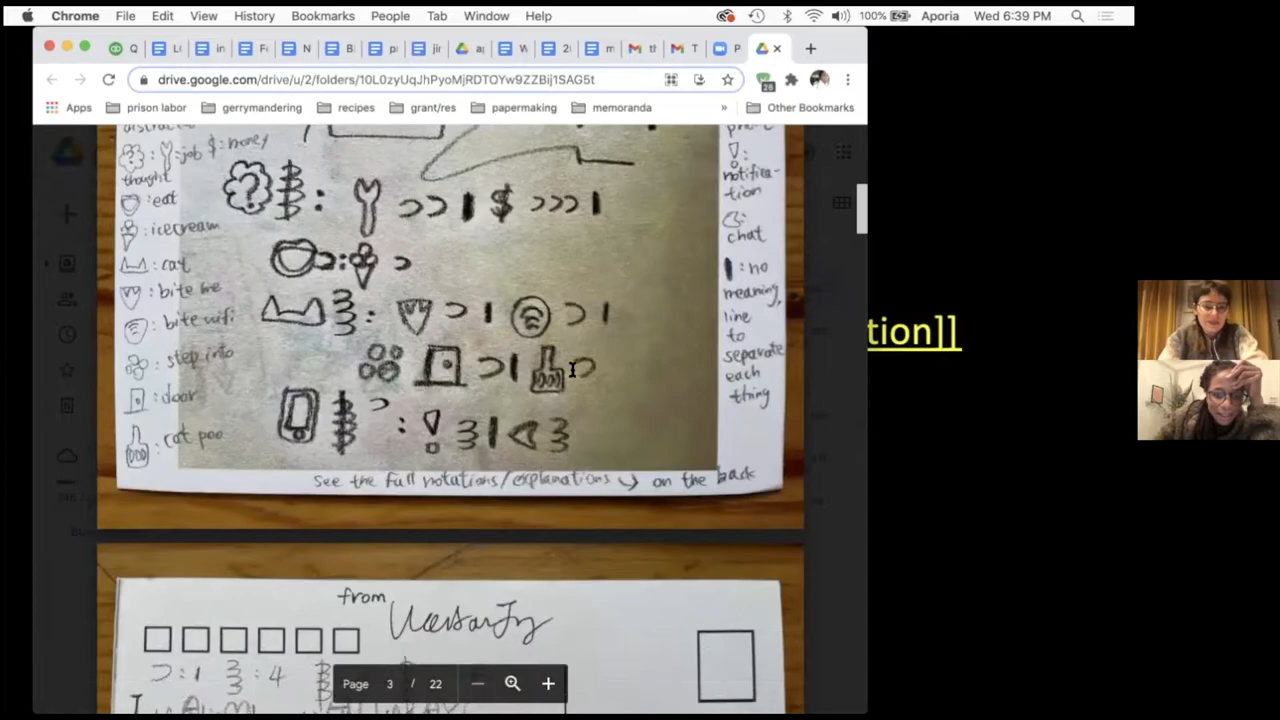 Chrome File Edit View History Bookmarks People Tab Window Help 100% Aporia Wed 6:39 PM
drive.google.com/drive/u/2/folders/10L0zyUqJhPyoMjRDTOYw9ZZBij1SAG5t
28
Apps prison labor gerrymandering recipes grant/res papermaking memoranda » Other Bookmarks
? : job $ : money
thought
: eat
: icecream
: cat
: bite me
: bite wifi
: step into
: door
: cat poo
notifica-
tion
chat
: no
meaning,
line
to
separate
each
thing
tion]]
see the full notations/explanations on the back
from
: 1 : 4
Page 3 / 22